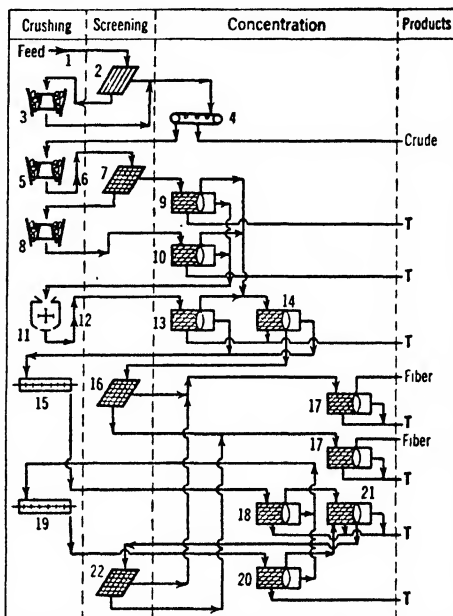 Crushing Screening Concentration Products
Feed
1
2
3
4
Crude
5
6
7
9
T
8
10
T
11
12
13
14
T
15
16
Fiber
17
T
Fiber
17
T
18
21
T
19
22
20
T